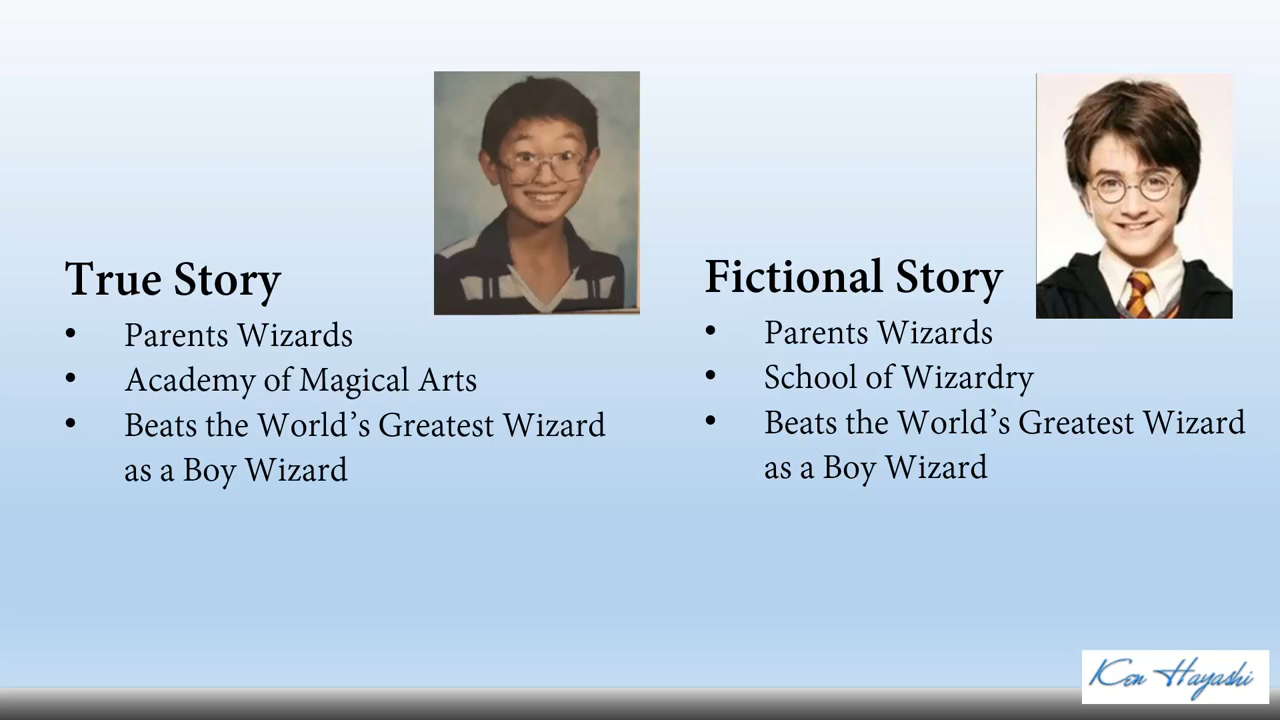 True Story
• Parents Wizards
• Academy of Magical Arts
• Beats the World’s Greatest Wizard
as a Boy Wizard
Fictional Story
• Parents Wizards
• School of Wizardry
• Beats the World’s Greatest Wizard
as a Boy Wizard
Ken Hayashi